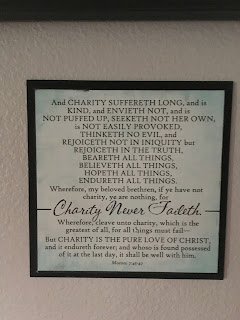 And CHARITY SUFFERETH LONG, and is
KIND, and ENVIETH NOT, and is
NOT PUFFED UP, SEEKETH NOT HER OWN,
is NOT EASILY PROVOKED,
THINKETH NO EVIL, and
REJOICETH NOT IN INIQUITY but
REJOICETH IN THE TRUTH,
BEARETH ALL THINGS,
BELIEVETH ALL THINGS,
HOPETH ALL THINGS,
ENDURETH ALL THINGS.
Wherefore, my beloved brethren, if ye have not
charity, ye are nothing, for
Charity Never Faileth.
Wherefore, cleave unto charity, which is the
greatest of all, for all things must fail—
But CHARITY IS THE PURE LOVE OF CHRIST,
and it endureth forever; and whoso is found possessed
of it at the last day, it shall be well with him.
Moroni 7:45-47